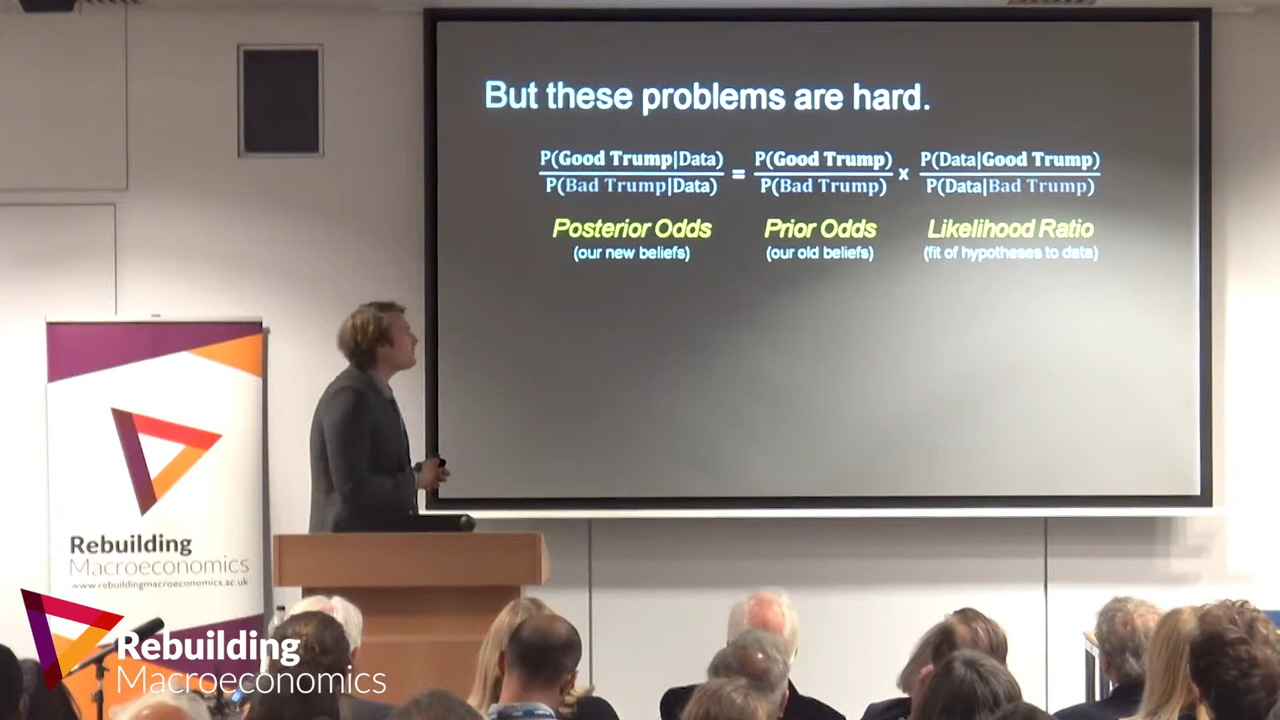 But these problems are hard.
P(Good Trump|Data) = P(Good Trump) x P(Data|Good Trump)
P(Bad Trump|Data) P(Bad Trump) P(Data|Bad Trump)
Posterior Odds Prior Odds Likelihood Ratio
(our new beliefs) (our old beliefs) (fit of hypotheses to data)
Rebuilding
Macroeconomics
www.rebuildingmacroeconomics.ac.uk
Rebuilding
Macroeconomics